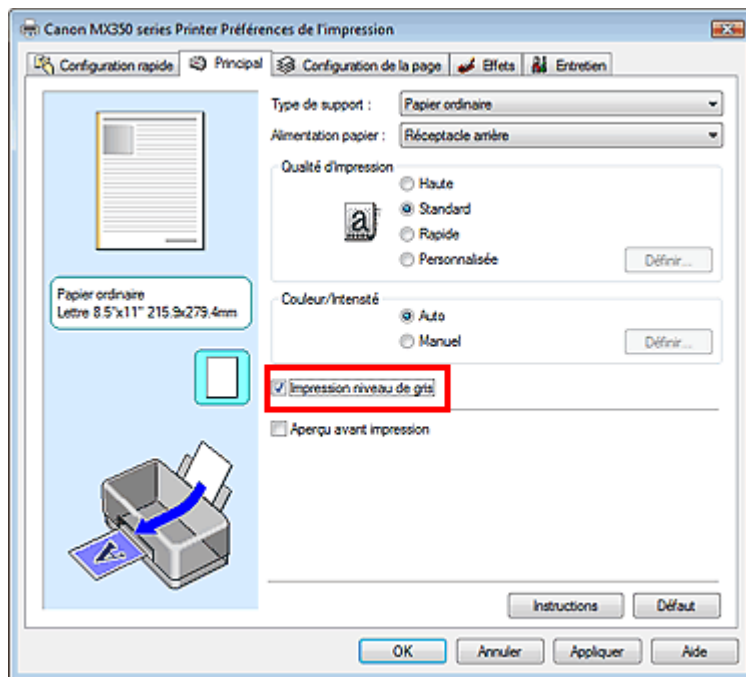 Canon MX350 series Printer Préférences de l'impression
Configuration rapide Principal Configuration de la page Effets Entretien
Type de support : Papier ordinaire
Alimentation papier : Réceptacle arrière
Qualité d'impression
Haute
Standard
Rapide
Personnalisée Définir...
Papier ordinaire
Lettre 8.5"x11" 215.9x279.4mm
Couleur/Intensité
Auto
Manuel Définir...
Impression niveau de gris
Aperçu avant impression
Instructions Défaut
OK Annuler Appliquer Aide